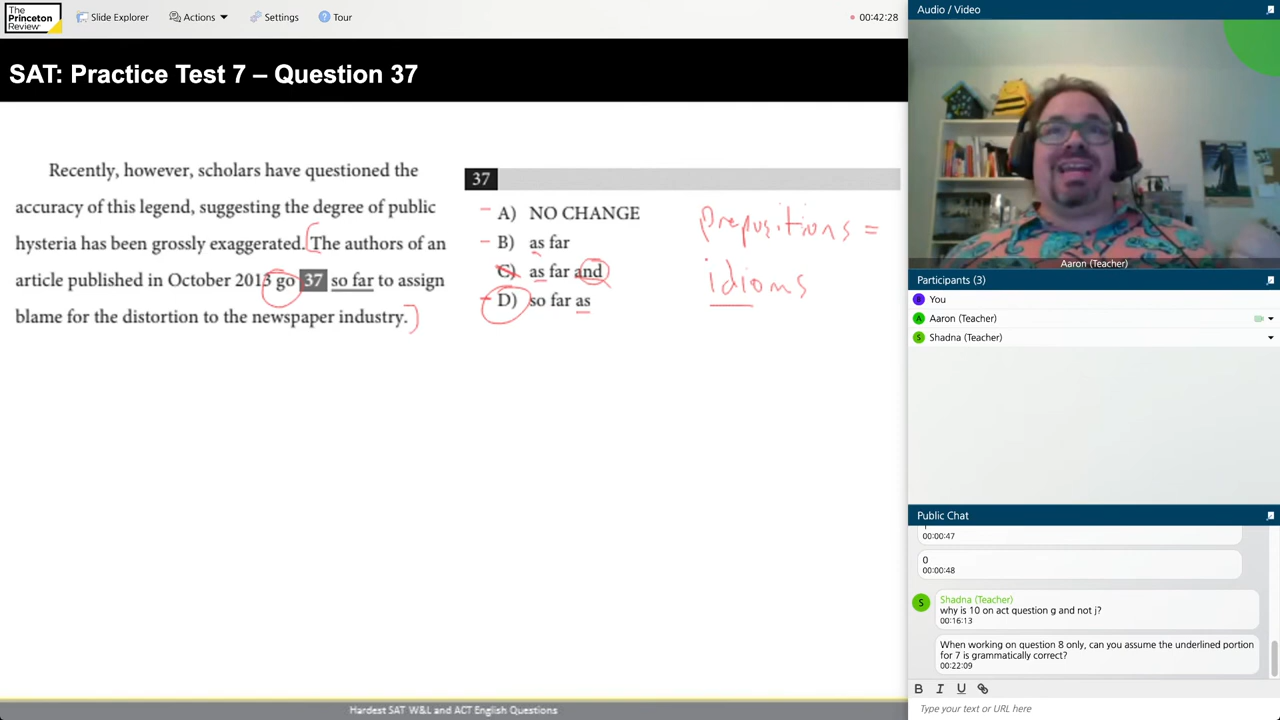 The
Princeton
Review
Slide Explorer
Actions
Settings
Tour
00:42:28
SAT: Practice Test 7 – Question 37
Recently, however, scholars have questioned the
accuracy of this legend, suggesting the degree of public
hysteria has been grossly exaggerated. The authors of an
article published in October 2013 go 37 so far to assign
blame for the distortion to the newspaper industry.
37
A) NO CHANGE
B) as far
C) as far and
D) so far as
prepositions =
idioms
Hardest SAT W&L and ACT English Questions
Audio / Video
Aaron (Teacher)
Participants (3)
B You
A Aaron (Teacher)
S Shadna (Teacher)
Public Chat
00:00:47
0
00:00:48
S Shadna (Teacher)
why is 10 on act question g and not j?
00:16:13
When working on question 8 only, can you assume the underlined portion
for 7 is grammatically correct?
00:22:09
B I U
Type your text or URL here